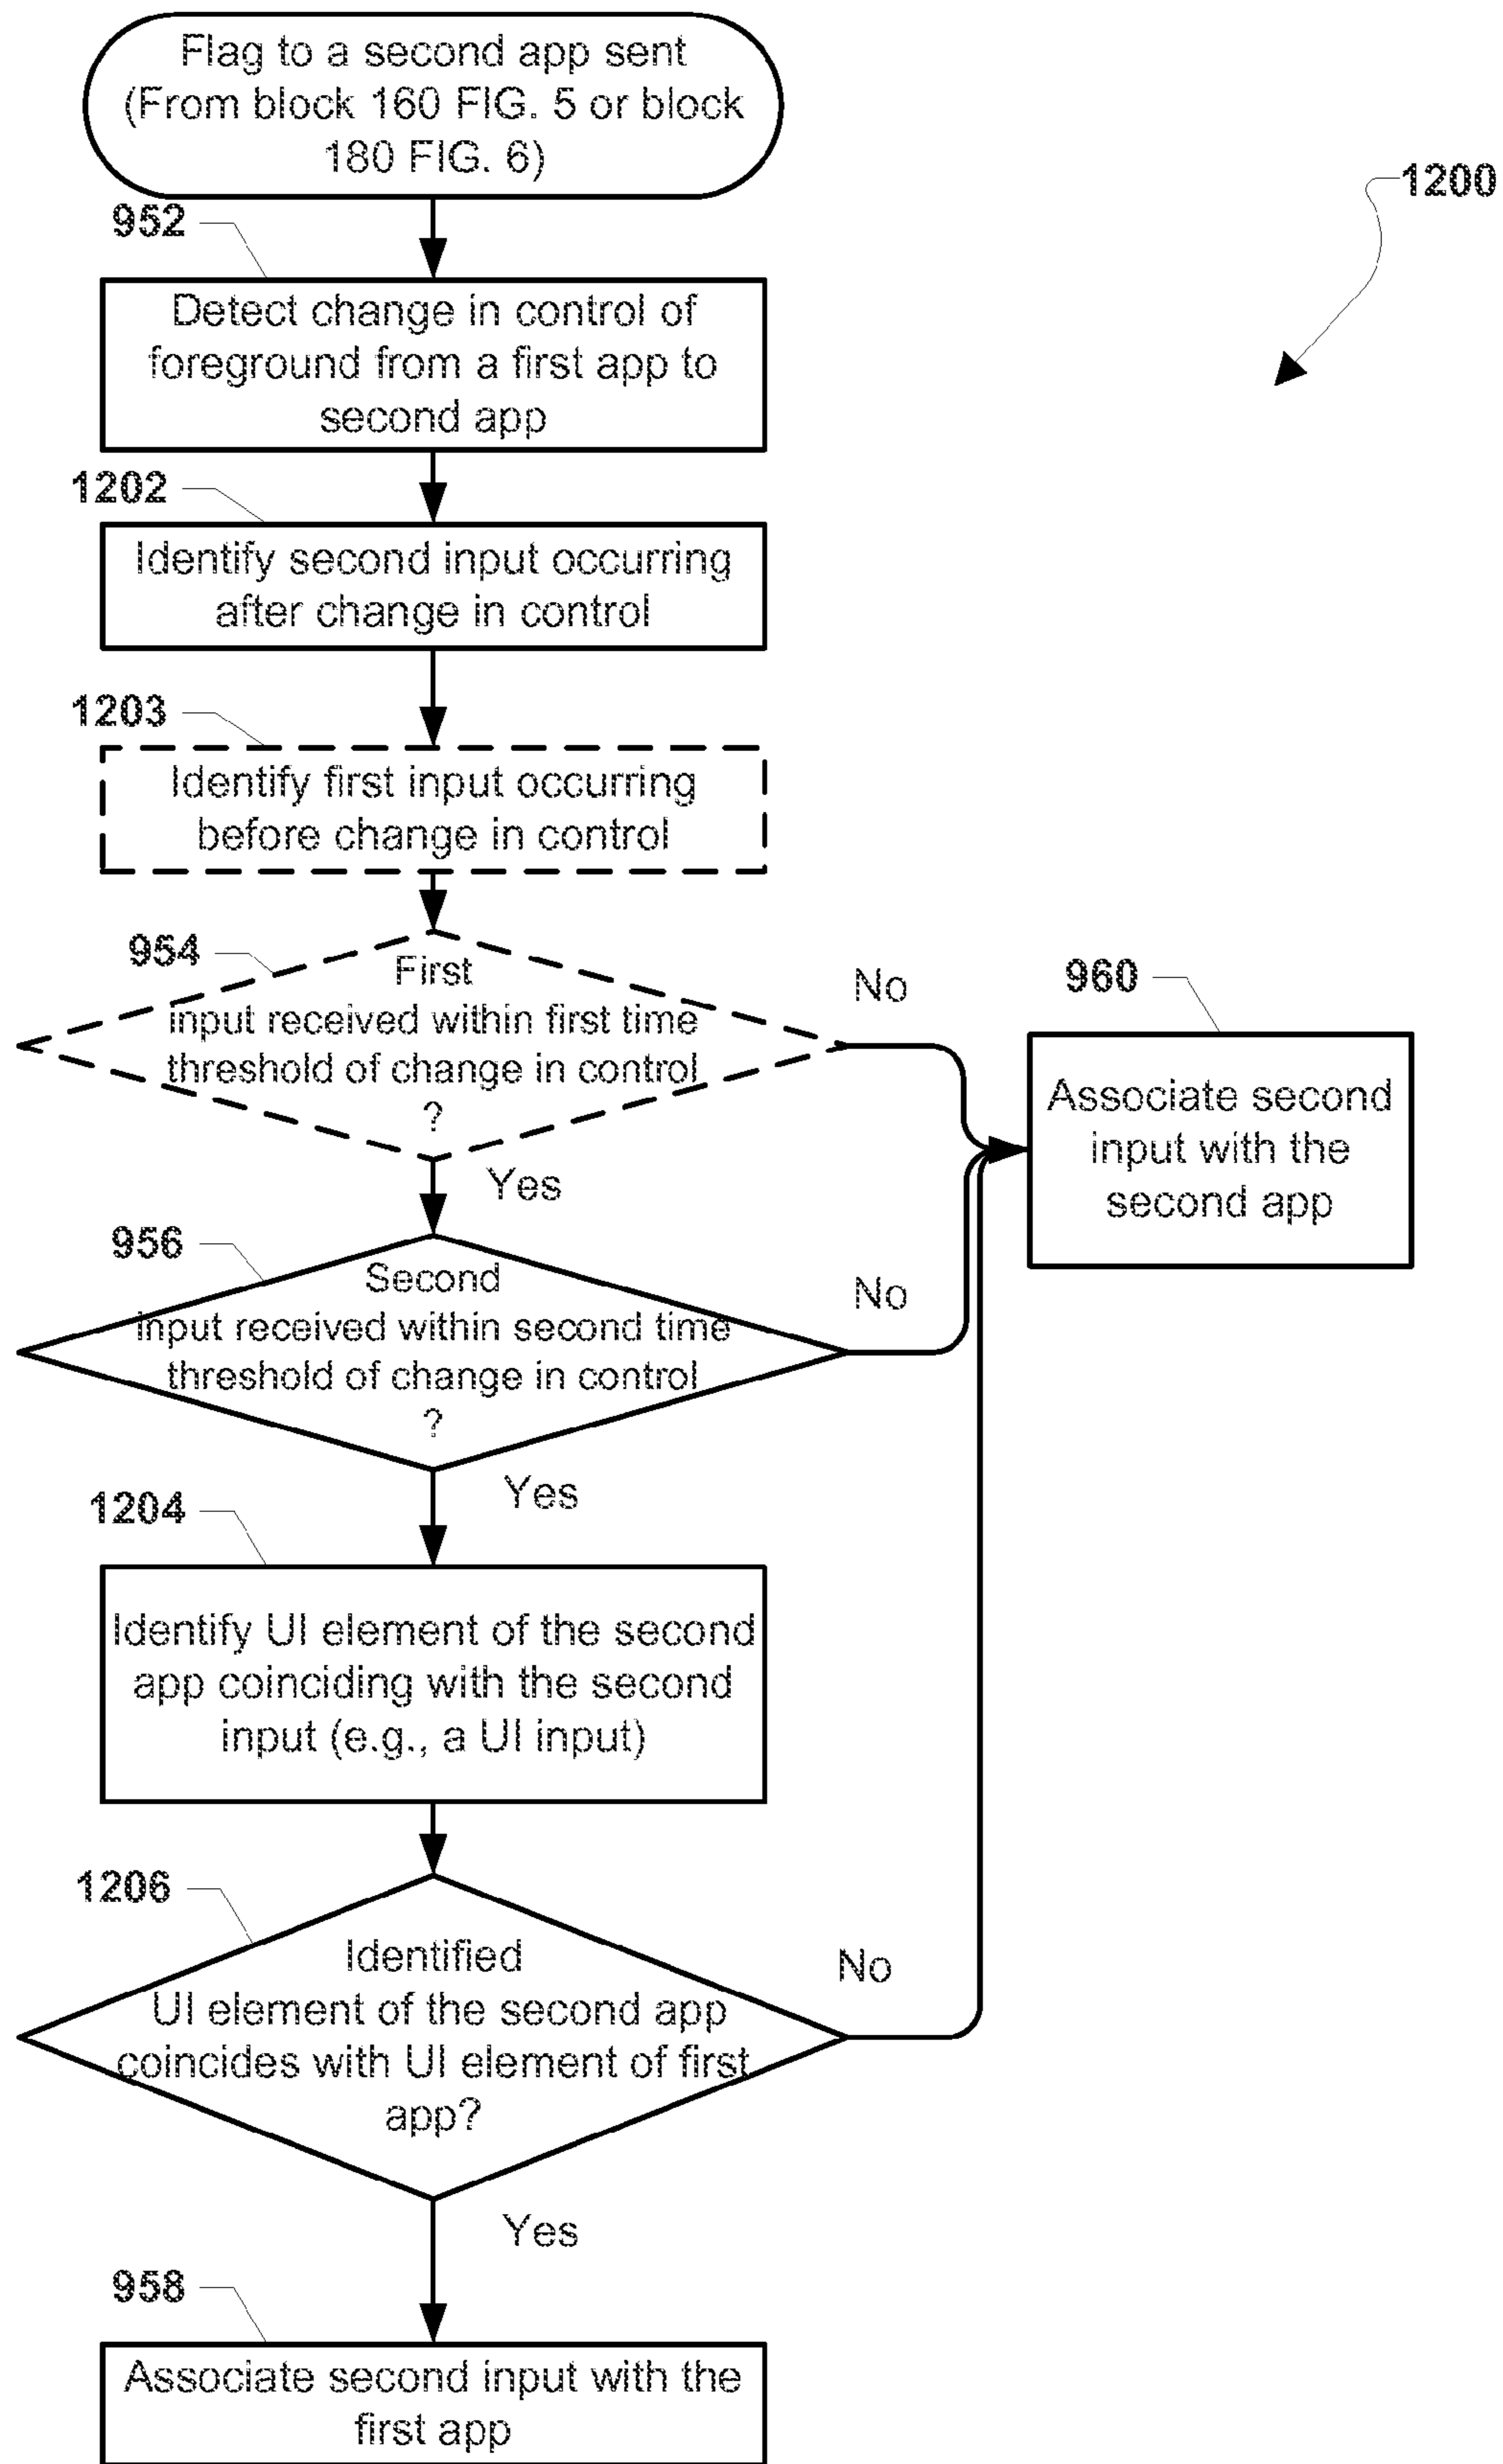 Flag to a second app sent
(From block 160 FIG. 5 or block
180 FIG. 6)
1200
952
Detect change in control of
foreground from a first app to
second app
1202
Identify second input occurring
after change in control
1203
Identify first input occurring
before change in control
954
First
input received within first time
threshold of change in control
?
No
Yes
960
Associate second
input with the
second app
956
Second
input received within second time
threshold of change in control
?
No
Yes
1204
Identify UI element of the second
app coinciding with the second
input (e.g., a UI input)
1206
Identified
UI element of the second app
coincides with UI element of first
app?
No
Yes
958
Associate second input with the
first app